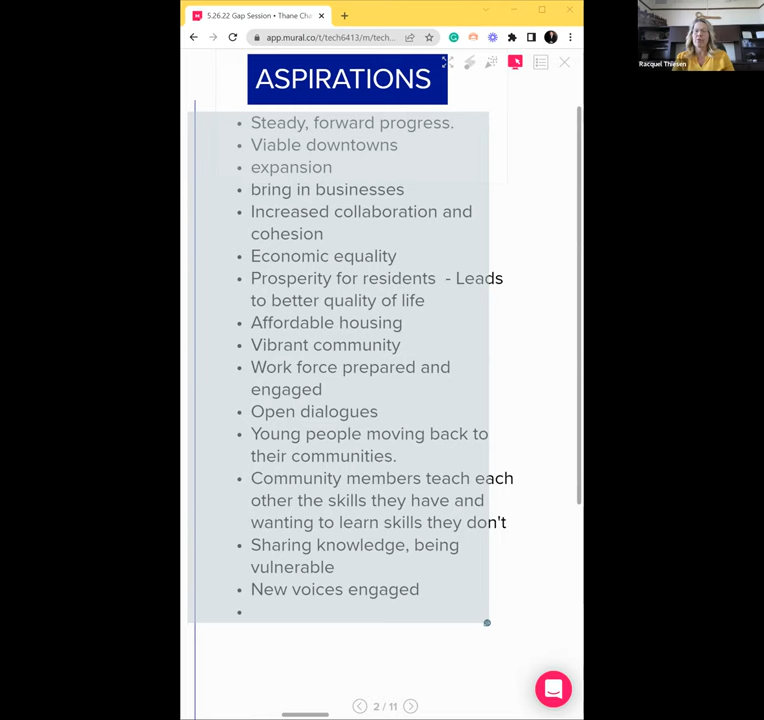 5.26.22 Gap Session • Thane Cha
app.mural.co/t/tech6413/m/tech...
Racquel Thiesen
ASPIRATIONS
• Steady, forward progress.
• Viable downtowns
• expansion
• bring in businesses
• Increased collaboration and
cohesion
• Economic equality
• Prosperity for residents - Leads
to better quality of life
• Affordable housing
• Vibrant community
• Work force prepared and
engaged
• Open dialogues
• Young people moving back to
their communities.
• Community members teach each
other the skills they have and
wanting to learn skills they don't
• Sharing knowledge, being
vulnerable
• New voices engaged
•
2 / 11